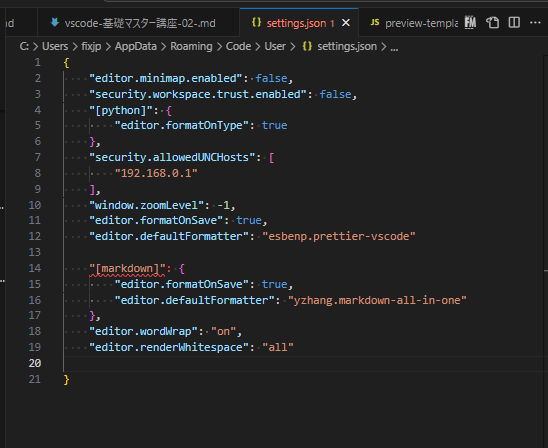 nd vscode-基礎マスター講座-02-.md settings.json 1 preview-templa
C: > Users > fixjp > AppData > Roaming > Code > User > settings.json > ...
1 {
2 "editor.minimap.enabled": false,
3 "security.workspace.trust.enabled": false,
4 "[python]": {
5 "editor.formatOnType": true
6 },
7 "security.allowedUNCHosts": [
8 "192.168.0.1"
9 ],
10 "window.zoomLevel": -1,
11 "editor.formatOnSave": true,
12 "editor.defaultFormatter": "esbenp.prettier-vscode"
13
14 "[markdown]": {
15 "editor.formatOnSave": true,
16 "editor.defaultFormatter": "yzhang.markdown-all-in-one"
17 },
18 "editor.wordWrap": "on",
19 "editor.renderWhitespace": "all"
20
21 }